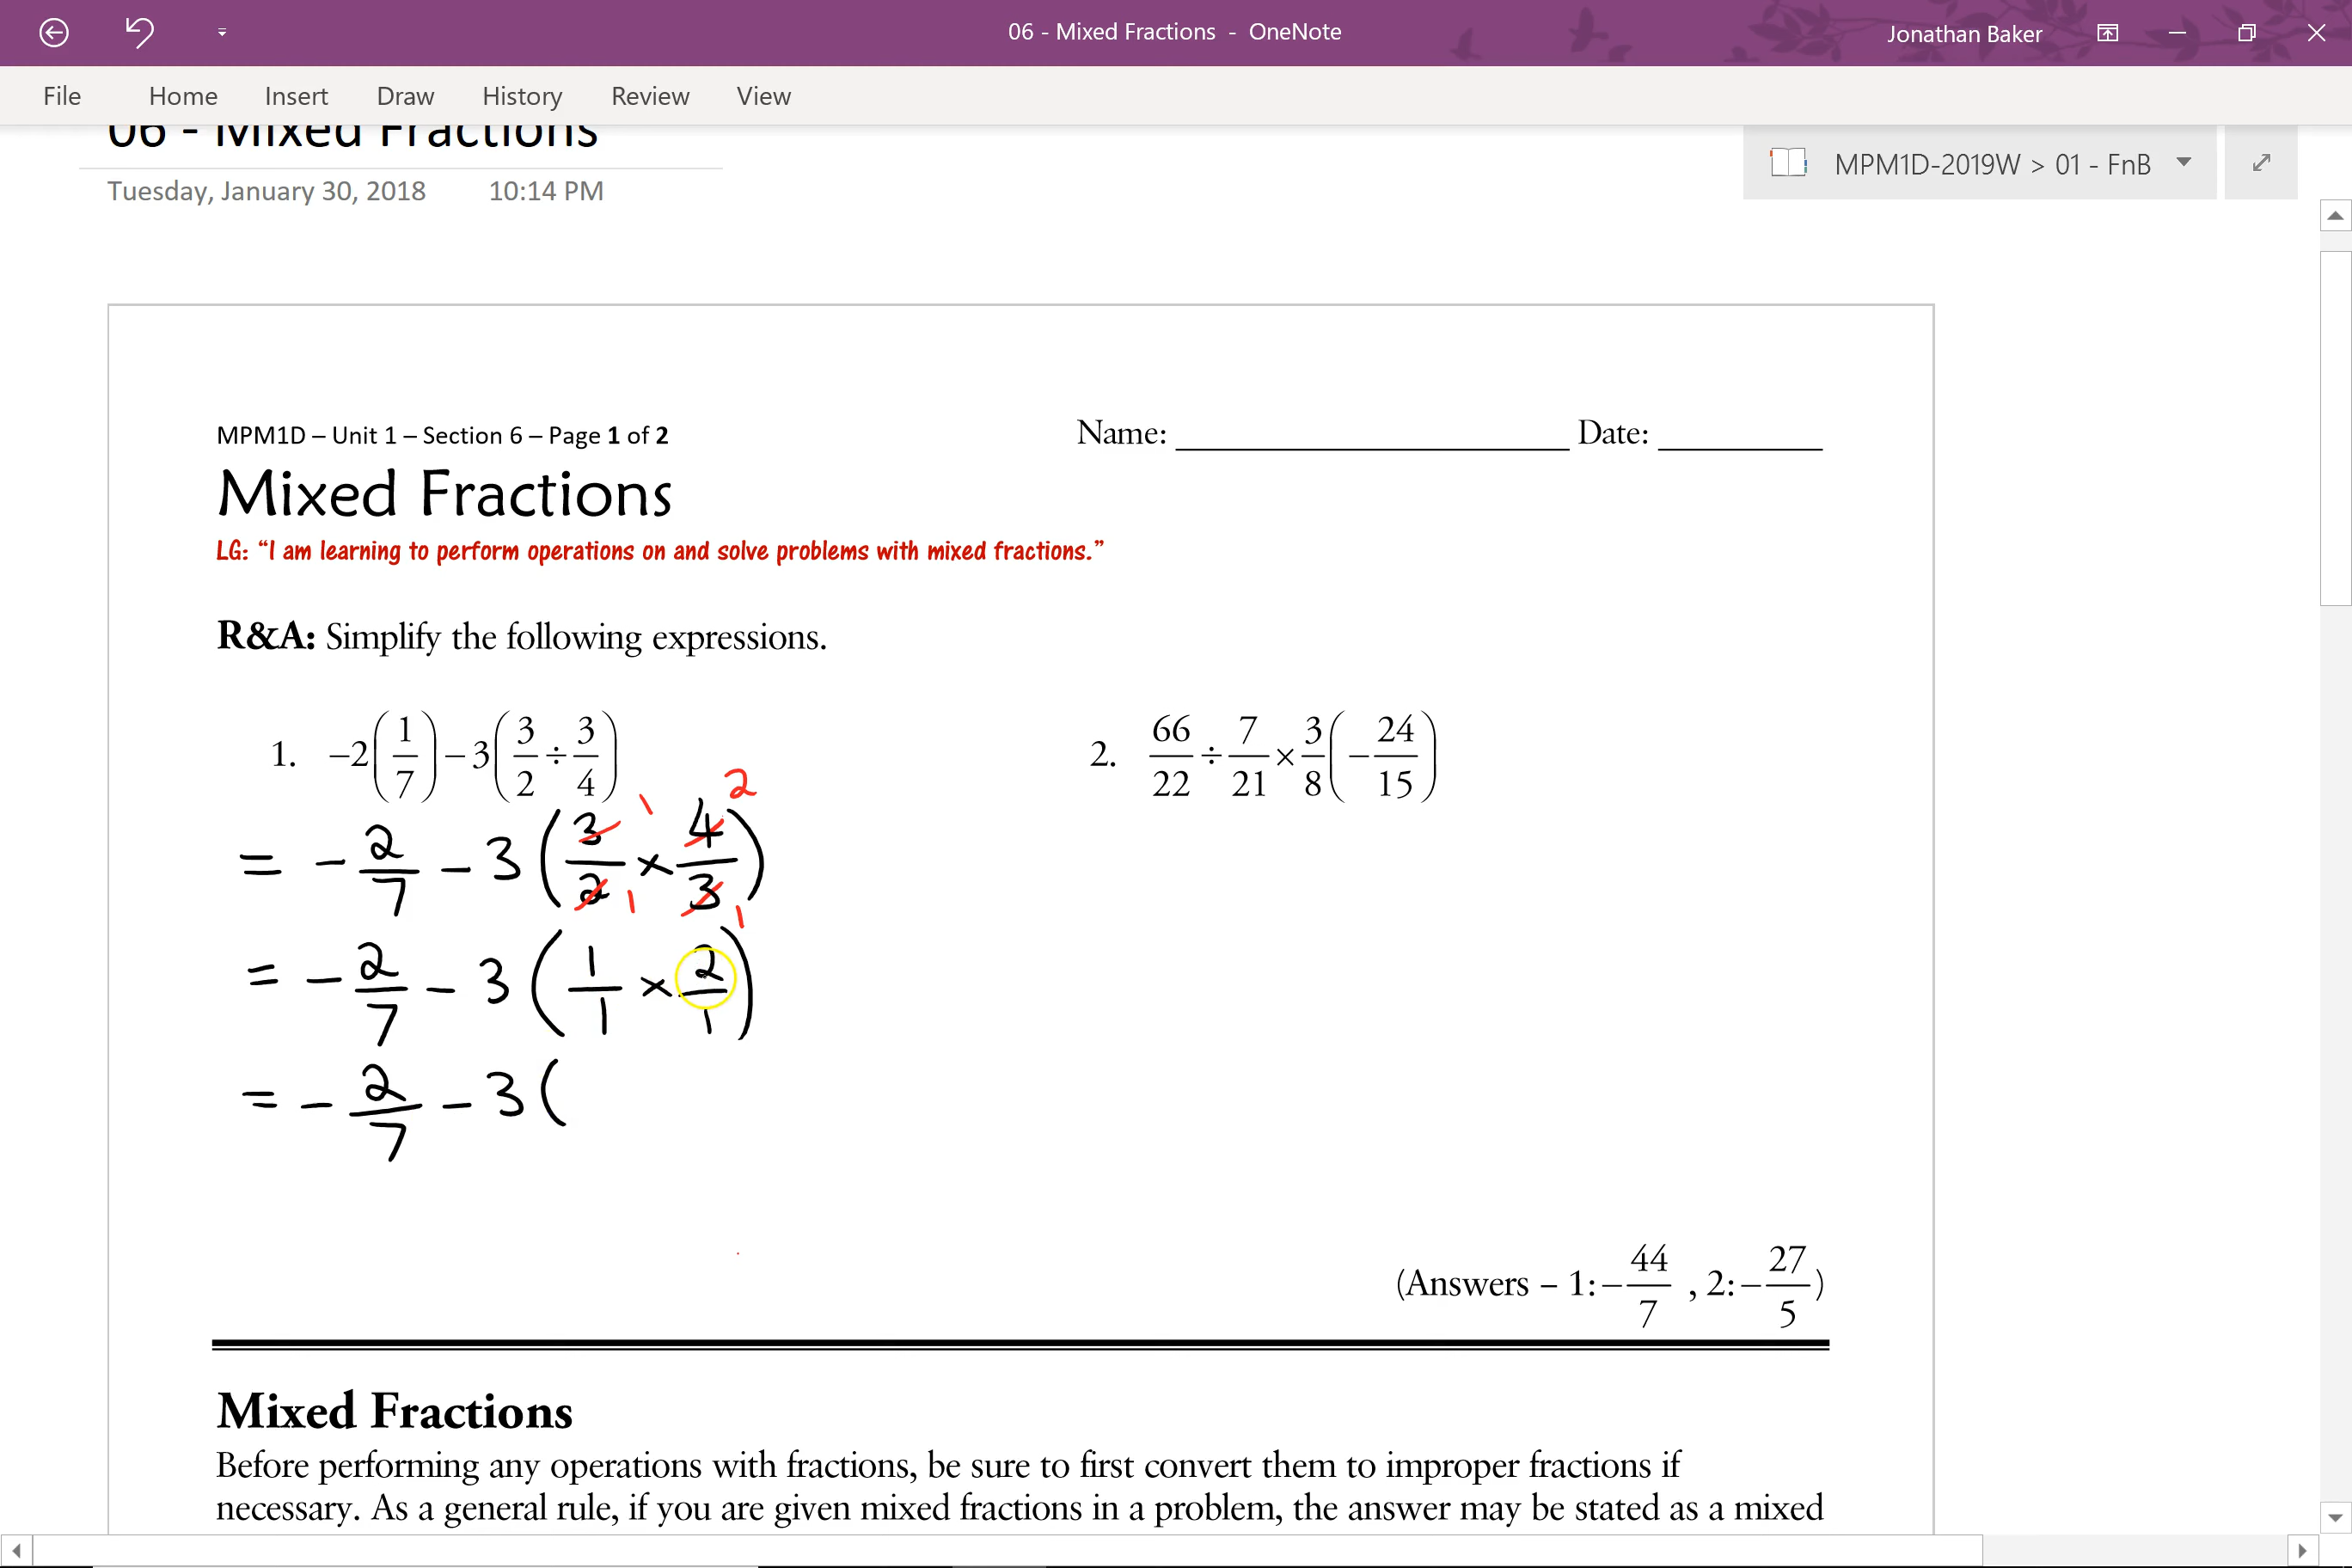 06 - Mixed Fractions - OneNote
Jonathan Baker
File Home Insert Draw History Review View
06 - Mixed Fractions
MPM1D-2019W > 01 - FnB
Tuesday, January 30, 2018 10:14 PM
MPM1D – Unit 1 – Section 6 – Page 1 of 2
Name: ____________ Date: ______
Mixed Fractions
LG: “I am learning to perform operations on and solve problems with mixed fractions.”
R&A: Simplify the following expressions.
1. −2(1/7) − 3(3/2 ÷ 3/4)
2. 66/22 ÷ 7/21 × 3/8(−24/15)
1 2
= − 2/7 − 3(3/2 × 4/3)
1 1
= − 2/7 − 3(1/1 × 2/1)
= − 2/7 − 3(
(Answers – 1: −44/7 , 2: −27/5)
Mixed Fractions
Before performing any operations with fractions, be sure to first convert them to improper fractions if
necessary. As a general rule, if you are given mixed fractions in a problem, the answer may be stated as a mixed